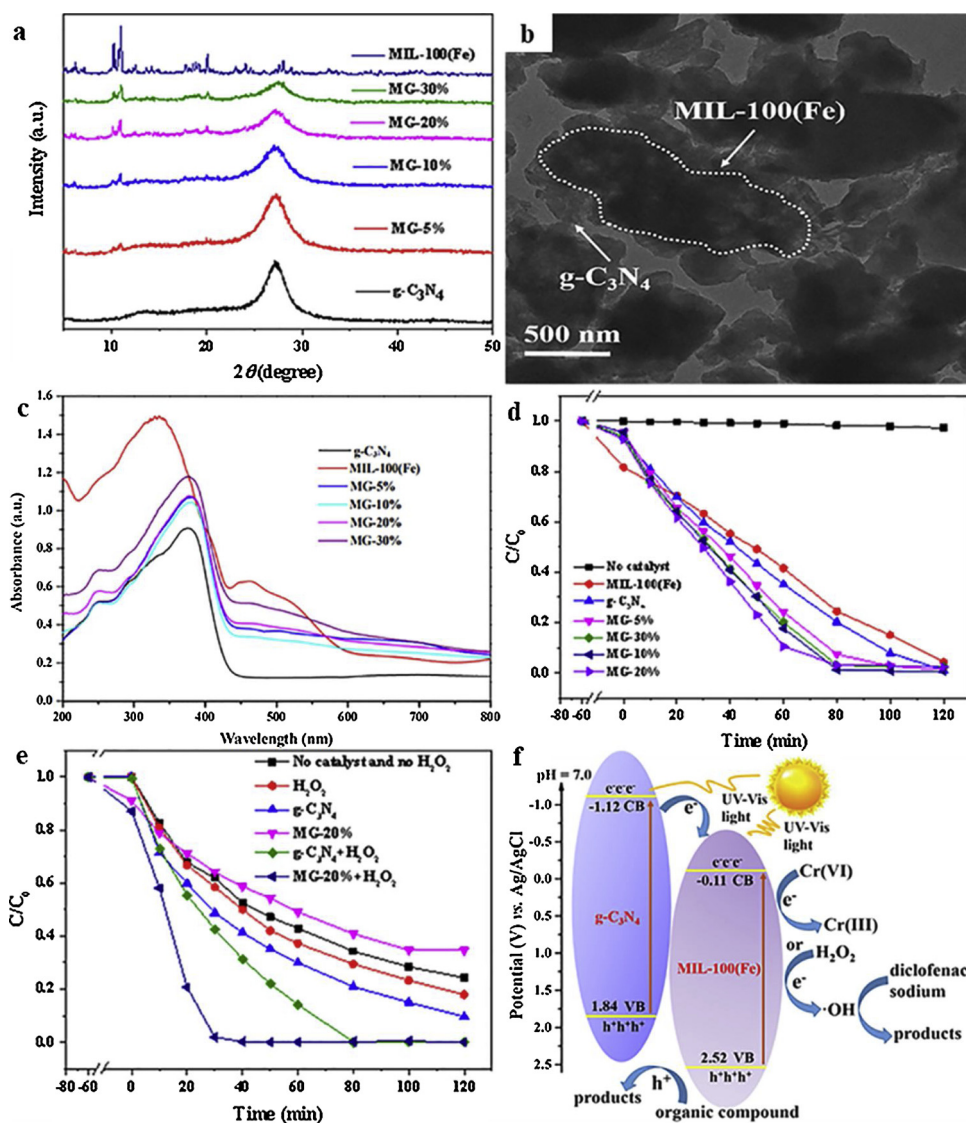 a
MIL-100(Fe)
MG-30%
MG-20%
MG-10%
MG-5%
g-C₃N₄
Intensity (a.u.)
10 20 30 40 50
2θ(degree)
b
MIL-100(Fe)
g-C₃N₄
500 nm
c
1.6
1.4
1.2
1.0
0.8
0.6
0.4
0.2
0.0
Absorbance (a.u.)
g-C₃N₄
MIL-100(Fe)
MG-5%
MG-10%
MG-20%
MG-30%
200 300 400 500 600 700 800
Wavelength (nm)
d
1.0
0.8
0.6
0.4
0.2
0.0
C/C₀
No catalyst
MIL-100(Fe)
g-C₃N₄
MG-5%
MG-30%
MG-10%
MG-20%
-80 -60 0 20 40 60 80 100 120
Time (min)
e
1.0
0.8
0.6
0.4
0.2
0.0
C/C₀
No catalyst and no H₂O₂
H₂O₂
g-C₃N₄
MG-20%
g-C₃N₄+H₂O₂
MG-20%+H₂O₂
-80 -60 0 20 40 60 80 100 120
Time (min)
f
pH = 7.0
Potential (V) vs. Ag/AgCl
-1.0
-0.5
0.0
0.5
1.0
1.5
2.0
2.5
e⁻e⁻e⁻
-1.12 CB
g-C₃N₄
1.84 VB
h⁺h⁺h⁺
e⁻
UV-Vis
light
UV-Vis
light
e⁻e⁻e⁻
-0.11 CB
MIL-100(Fe)
2.52 VB
h⁺h⁺h⁺
Cr(VI)
e⁻
Cr(III)
or
H₂O₂
e⁻
·OH
diclofenac
sodium
products
h⁺
products
organic compound